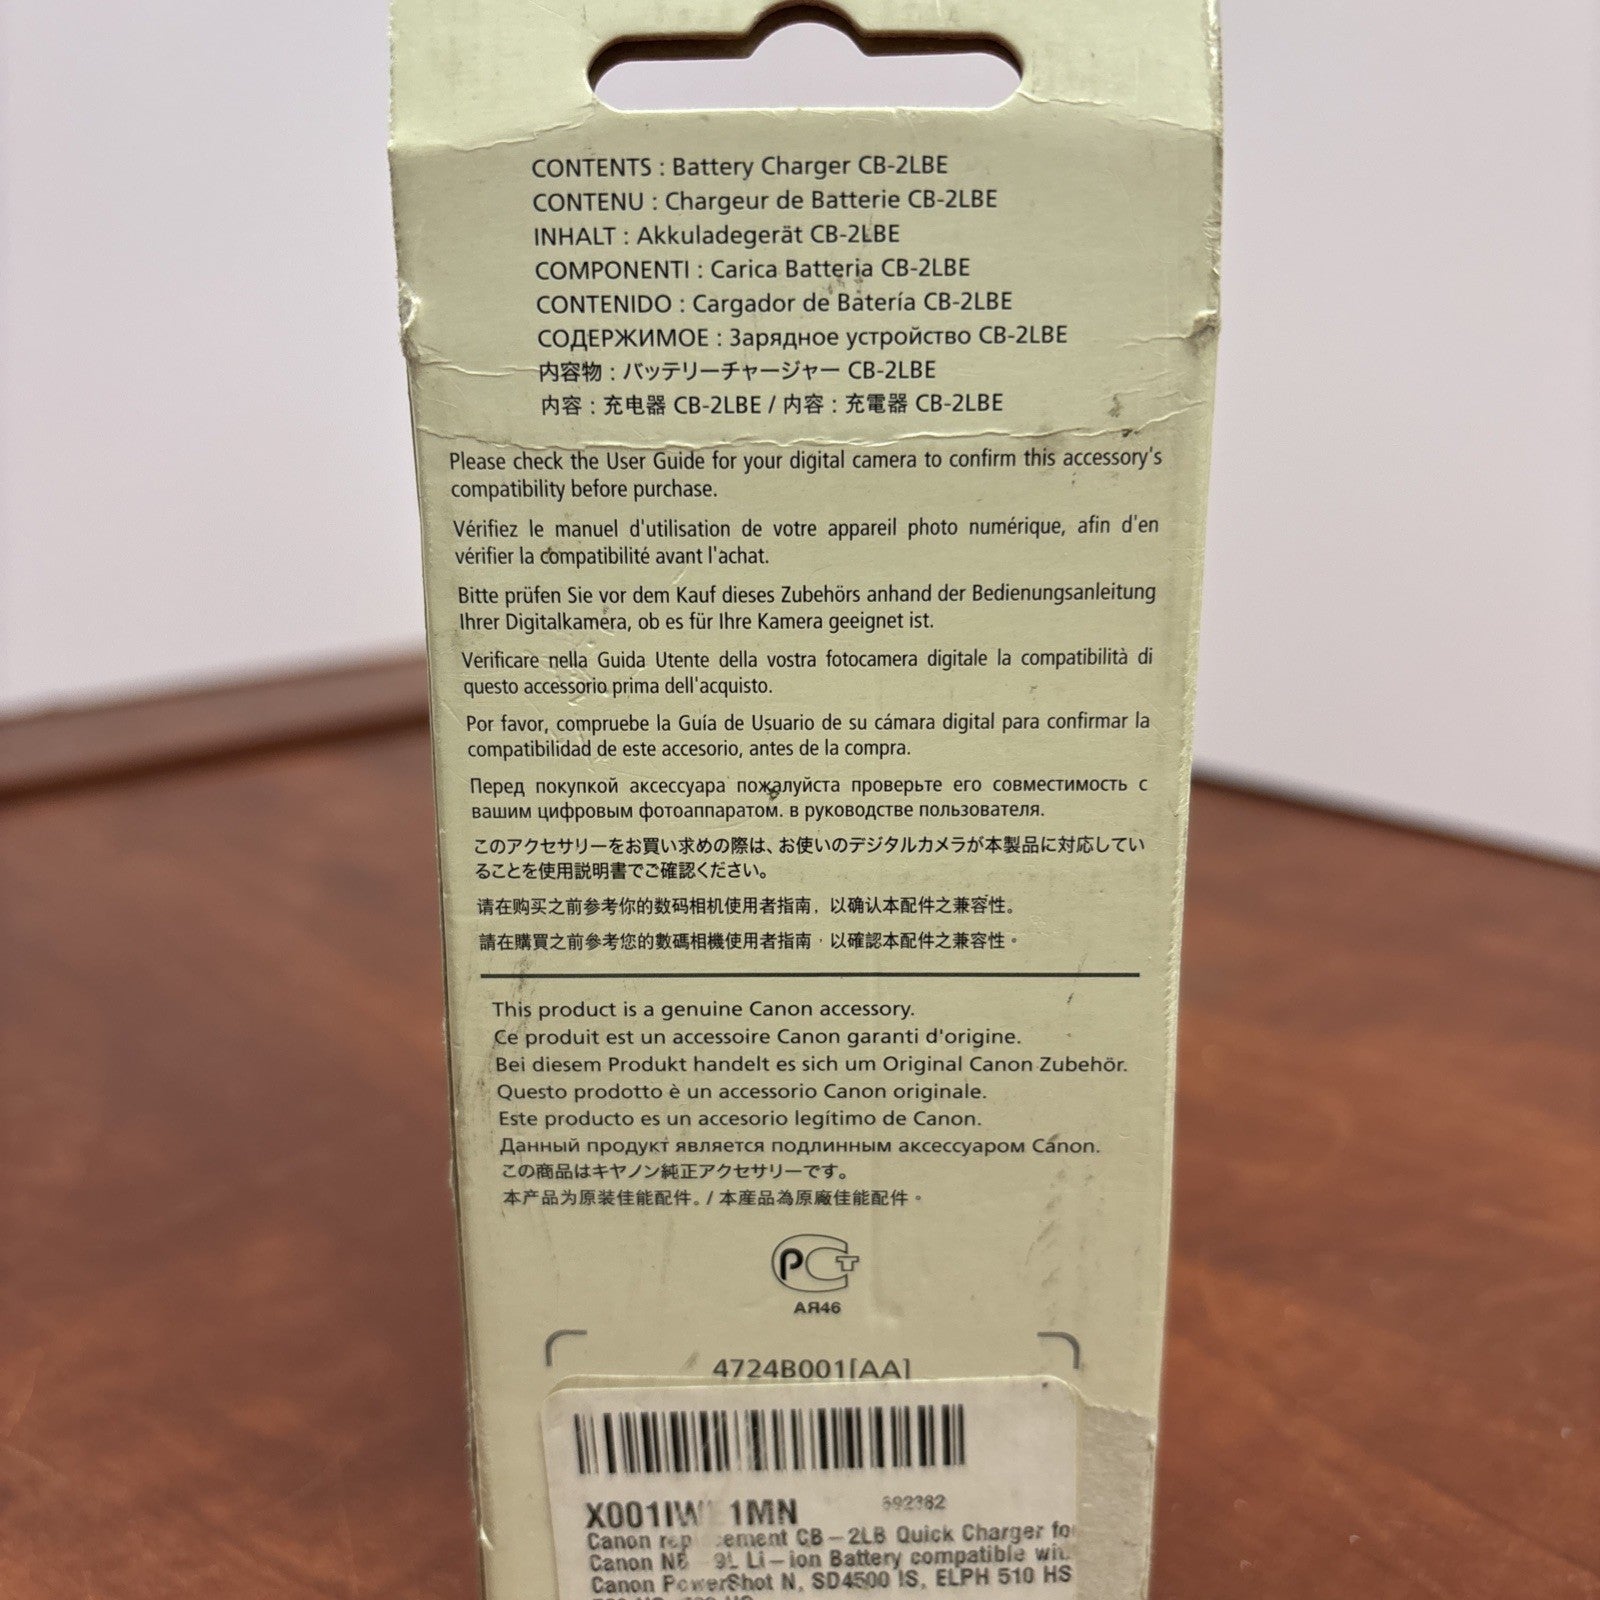 CONTENTS : Battery Charger CB-2LBE
CONTENU : Chargeur de Batterie CB-2LBE
INHALT : Akkuladegerät CB-2LBE
COMPONENTI : Carica Batteria CB-2LBE
CONTENIDO : Cargador de Batería CB-2LBE
СОДЕРЖИМОЕ : Зарядное устройство CB-2LBE
内容物 : バッテリーチャージャー CB-2LBE
内容 : 充电器 CB-2LBE / 内容 : 充電器 CB-2LBE
Please check the User Guide for your digital camera to confirm this accessory's
compatibility before purchase.
Vérifiez le manuel d'utilisation de votre appareil photo numérique, afin d'en
vérifier la compatibilité avant l'achat.
Bitte prüfen Sie vor dem Kauf dieses Zubehörs anhand der Bedienungsanleitung
Ihrer Digitalkamera, ob es für Ihre Kamera geeignet ist.
Verificare nella Guida Utente della vostra fotocamera digitale la compatibilità di
questo accessorio prima dell'acquisto.
Por favor, compruebe la Guía de Usuario de su cámara digital para confirmar la
compatibilidad de este accesorio, antes de la compra.
Перед покупкой аксессуара пожалуйста проверьте его совместимость с
вашим цифровым фотоаппаратом. в руководстве пользователя.
このアクセサリーをお買い求めの際は、お使いのデジタルカメラが本製品に対応してい
ることを使用説明書でご確認ください。
请在购买之前参考你的数码相机使用者指南，以确认本配件之兼容性。
請在購買之前參考您的數碼相機使用者指南，以確認本配件之兼容性。
This product is a genuine Canon accessory.
Ce produit est un accessoire Canon garanti d'origine.
Bei diesem Produkt handelt es sich um Original Canon Zubehör.
Questo prodotto è un accessorio Canon originale.
Este producto es un accesorio legítimo de Canon.
Данный продукт является подлинным аксессуаром Canon.
この商品はキヤノン純正アクセサリーです。
本产品为原装佳能配件。/ 本産品為原廠佳能配件。
РСТ
АЯ46
4724B001[AA]
692382
Canon CB-2LB Quick Charger for
Canon Li-ion Battery compatible
Canon PowerShot N, SD4500 IS, ELPH 510 HS